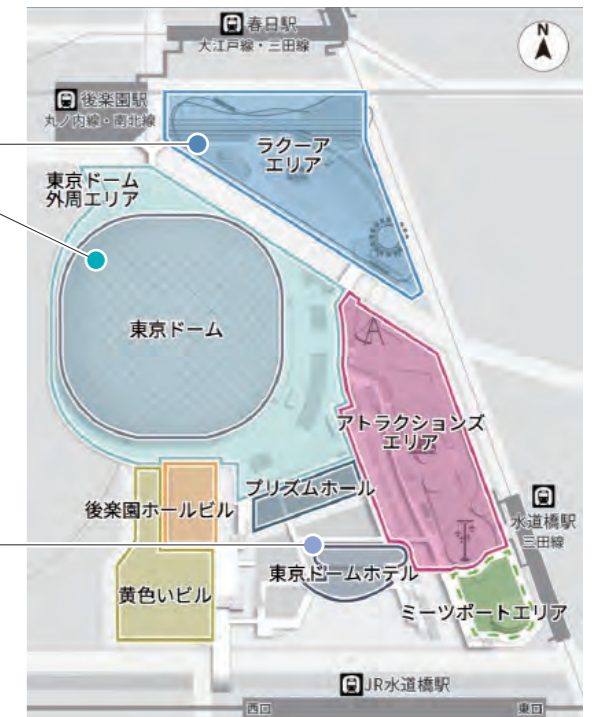 春日駅
大江戸線・三田線
N
後楽園駅
丸ノ内線・南北線
ラクーア
エリア
東京ドーム
外周エリア
東京ドーム
アトラクションズ
エリア
プリズムホール
後楽園ホールビル
水道橋駅
三田線
東京ドームホテル
黄色いビル
ミーツポートエリア
JR水道橋駅
西口
東口